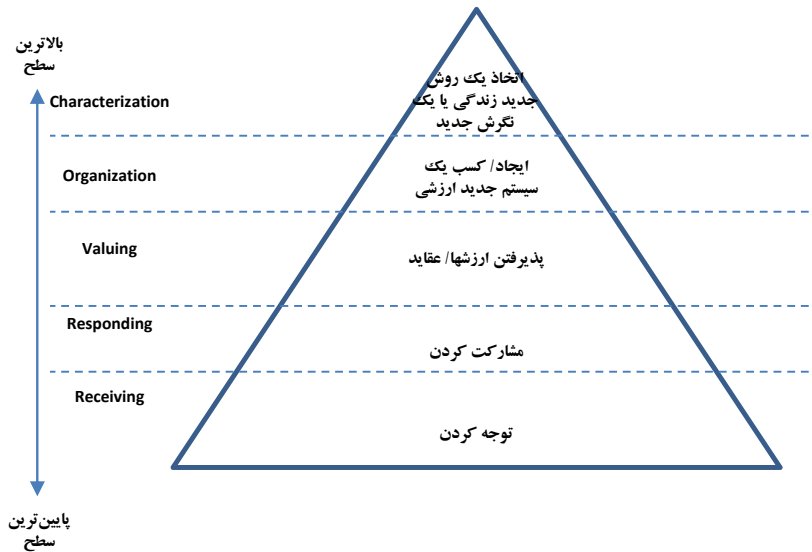 بالاترین
سطح
Characterization
اتخاذ یک روش
جدید زندگی یا یک
نگرش جدید
Organization
ایجاد/ کسب یک
سیستم جدید ارزشی
Valuing
پذیرفتن ارزشها/ عقاید
Responding
مشارکت کردن
Receiving
توجه کردن
پایین‌ترین
سطح